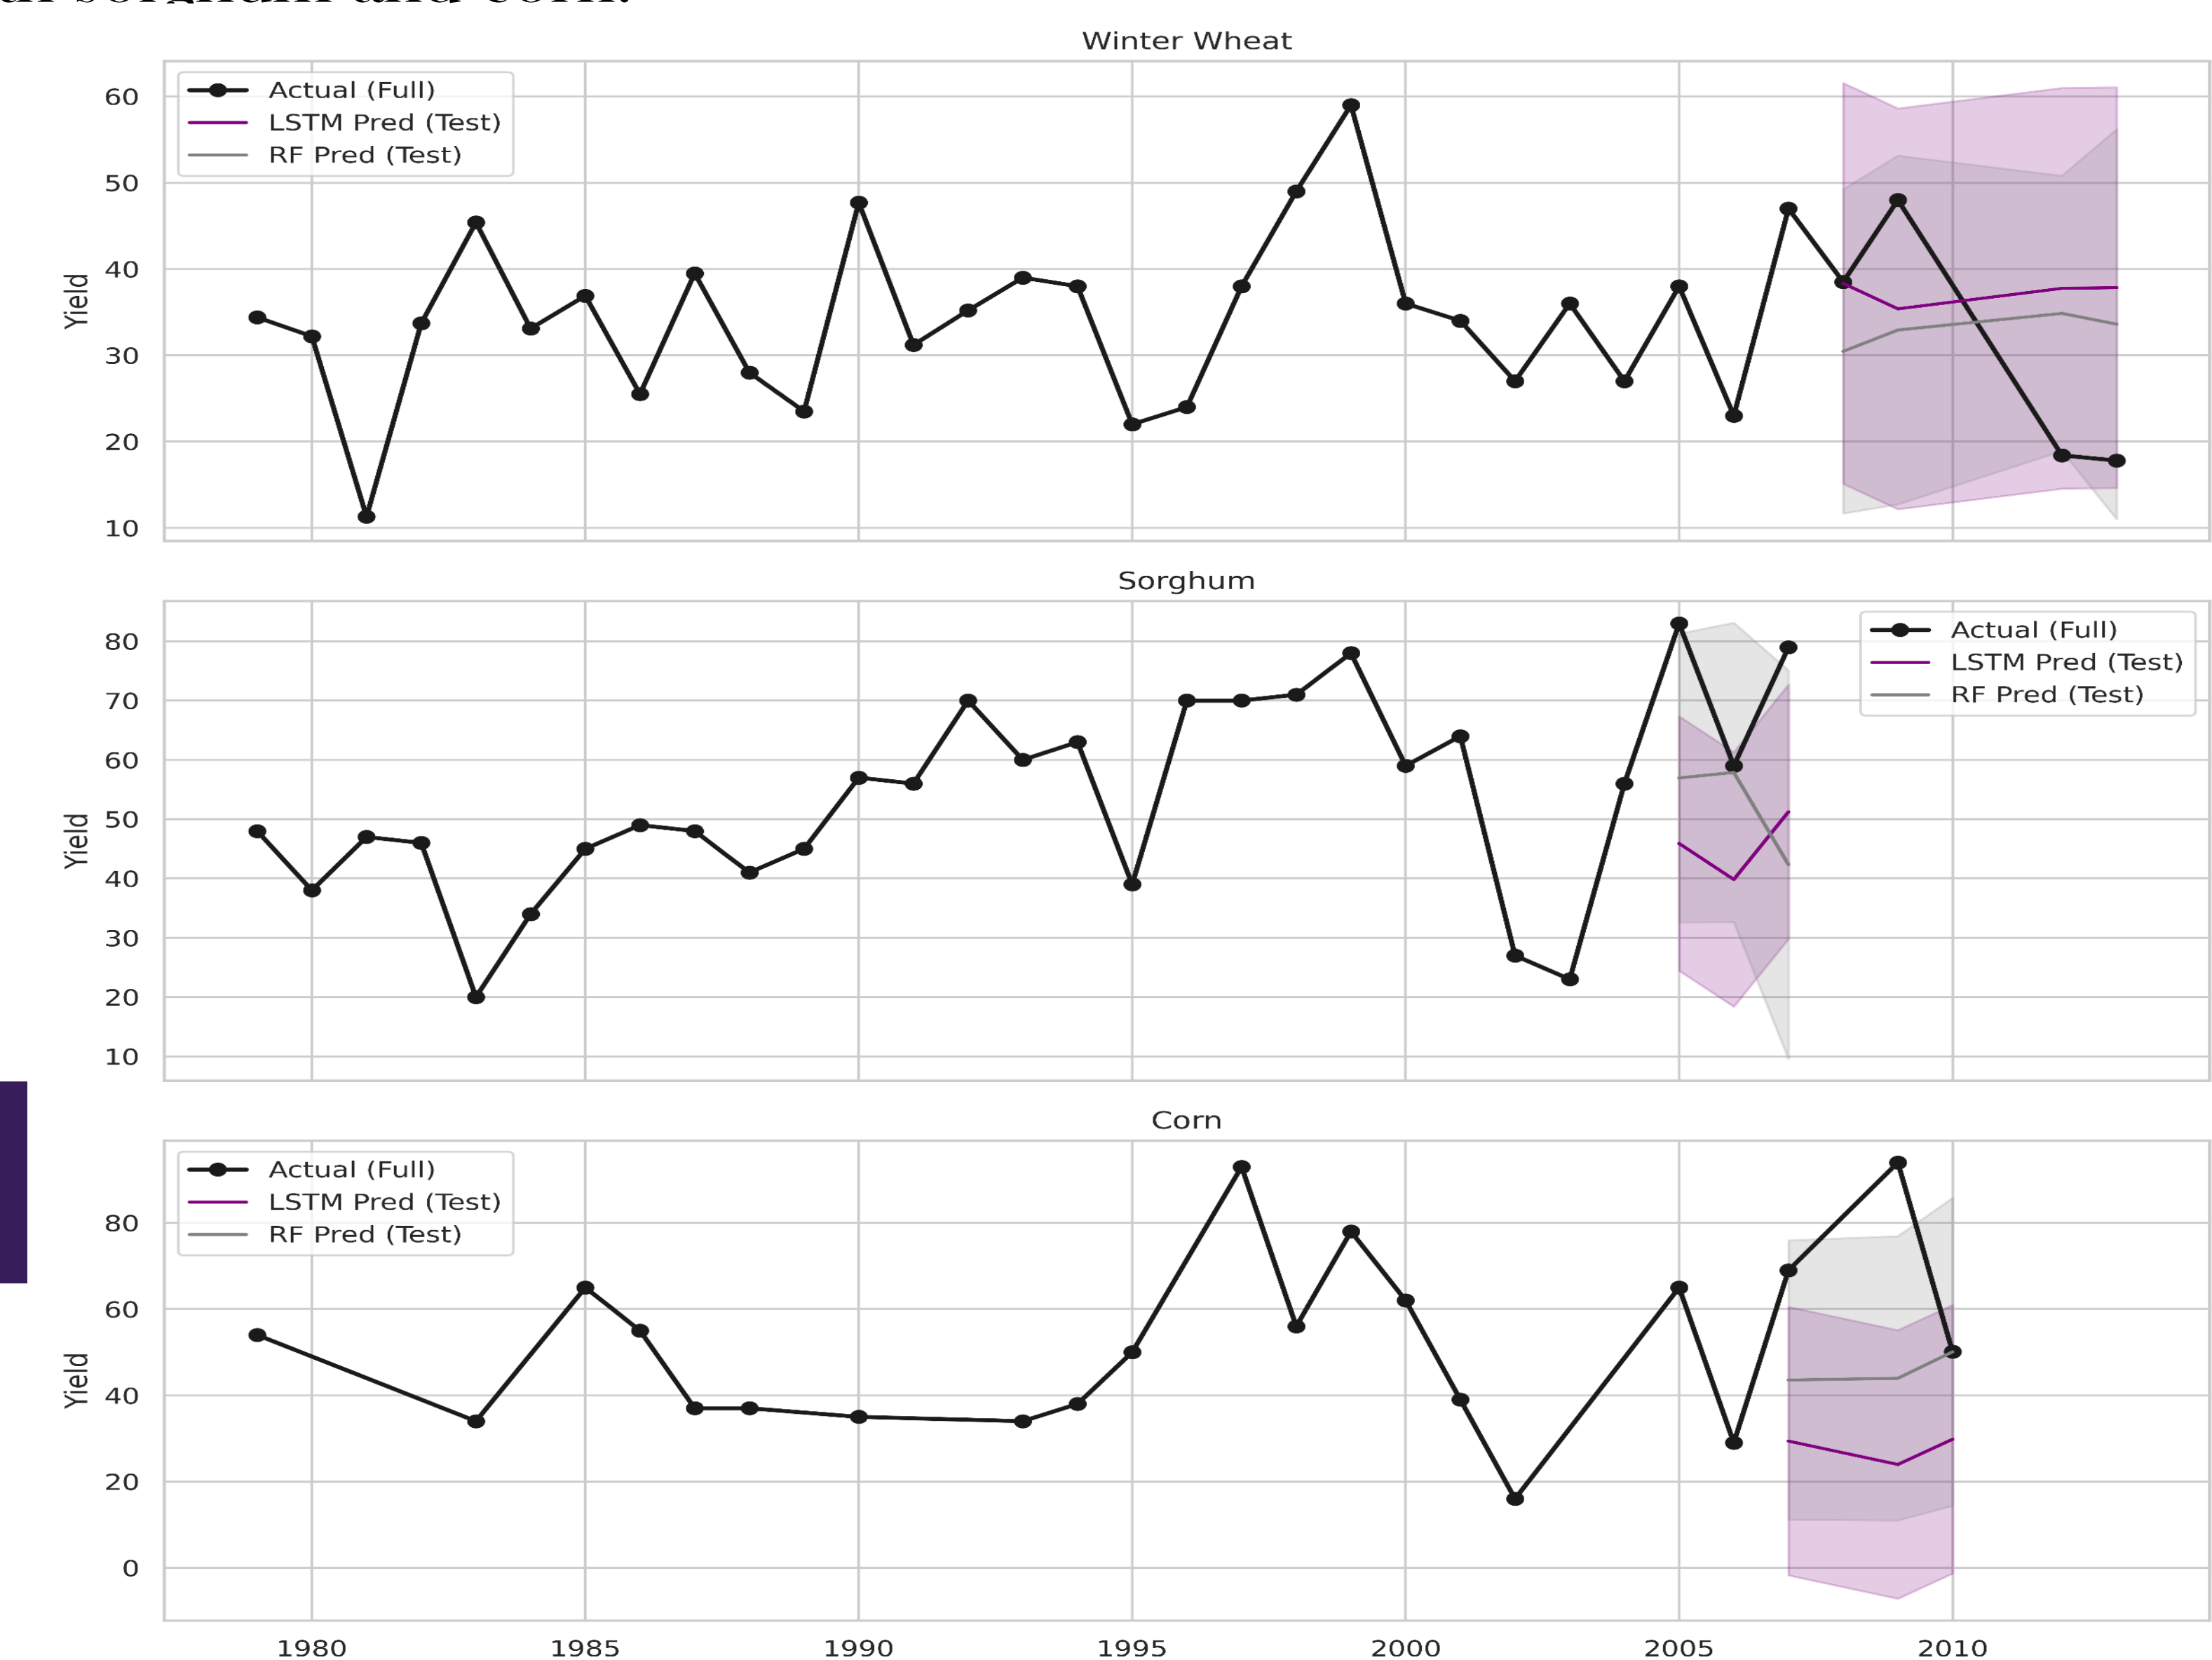 sorghum and corn.
Winter Wheat
Actual (Full)
LSTM Pred (Test)
RF Pred (Test)
60
50
40
30
20
10
Yield
Sorghum
Actual (Full)
LSTM Pred (Test)
RF Pred (Test)
80
70
60
50
40
30
20
10
Yield
Corn
Actual (Full)
LSTM Pred (Test)
RF Pred (Test)
80
60
40
20
0
Yield
1980 1985 1990 1995 2000 2005 2010